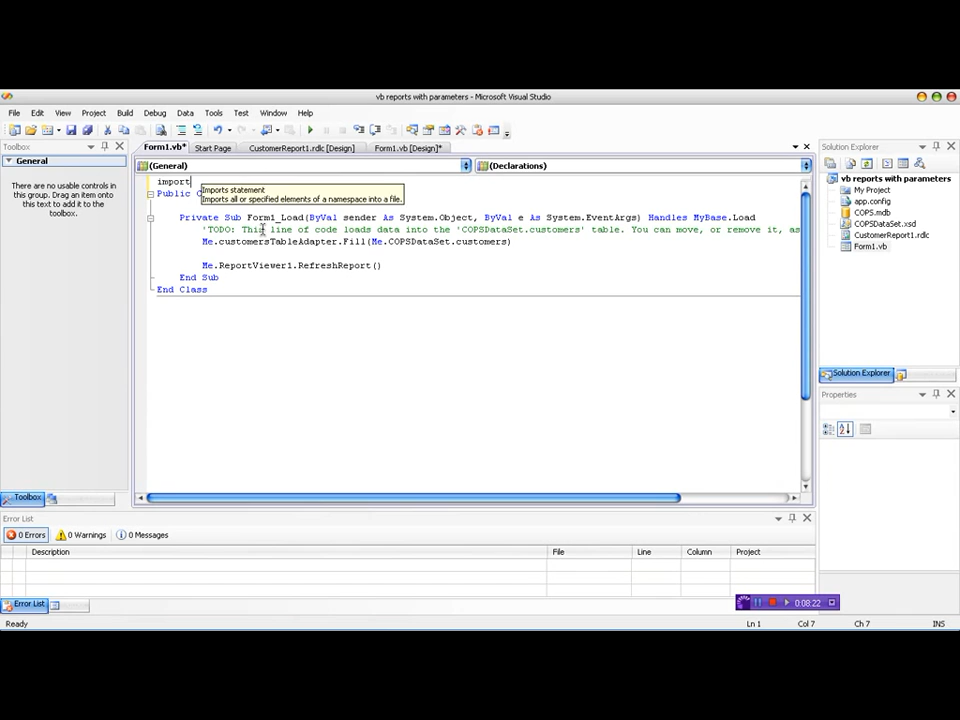 vb reports with parameters - Microsoft Visual Studio
File Edit View Project Build Debug Data Tools Test Window Help
Toolbox
General
There are no usable controls in this group. Drag an item onto this text to add it to the toolbox.
Form1.vb* Start Page CustomerReport1.rdlc [Design] Form1.vb [Design]*
(General) (Declarations)
import
Imports statement
Imports all or specified elements of a namespace into a file.
Public C
Private Sub Form1_Load(ByVal sender As System.Object, ByVal e As System.EventArgs) Handles MyBase.Load
'TODO: This line of code loads data into the 'COPSDataSet.customers' table. You can move, or remove it, as
Me.customersTableAdapter.Fill(Me.COPSDataSet.customers)
Me.ReportViewer1.RefreshReport()
End Sub
End Class
Solution Explorer
vb reports with parameters
My Project
app.config
COPS.mdb
COPSDataSet.xsd
CustomerReport1.rdlc
Form1.vb
Solution Explorer
Properties
Toolbox
Error List
0 Errors 0 Warnings 0 Messages
Description File Line Column Project
Error List
0:08.22
Ready Ln 1 Col 7 Ch 7 INS